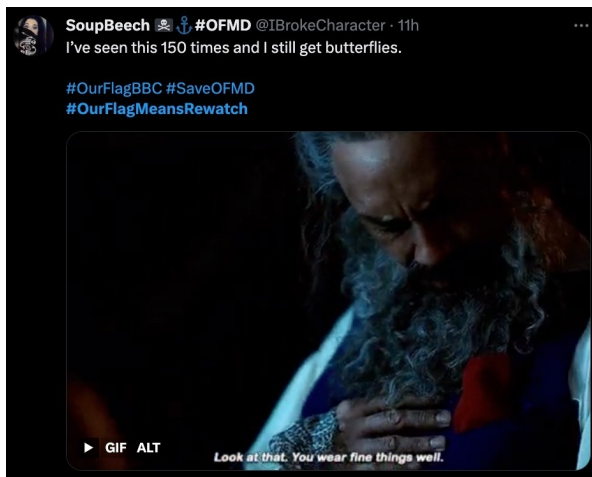 SoupBeech ☠️⚓#OFMD @IBrokeCharacter · 11h
I've seen this 150 times and I still get butterflies.
#OurFlagBBC #SaveOFMD
#OurFlagMeansRewatch
GIF ALT
Look at that. You wear fine things well.